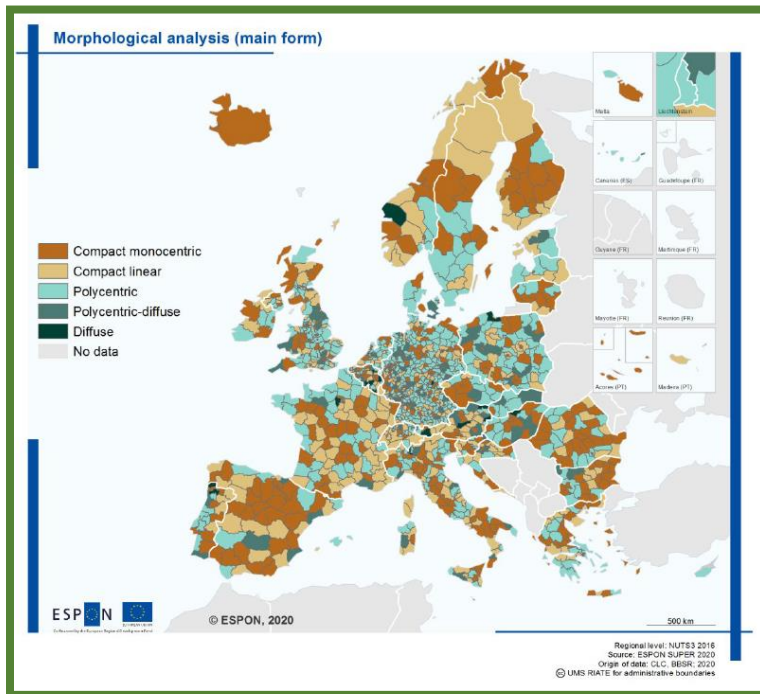 Morphological analysis (main form)
Malta
Liechtenstein
Canarias (ES)
Guadeloupe (FR)
Guyane (FR)
Martinique (FR)
Mayotte (FR)
Reunion (FR)
Acores (PT)
Madeira (PT)
Compact monocentric
Compact linear
Polycentric
Polycentric-diffuse
Diffuse
No data
ESPON
© ESPON, 2020
500 km
Regional level: NUTS3 2016
Source: ESPON SUPER 2020
Origin of data: CLC, BBSR; 2020
© UMS RIATE for administrative boundaries